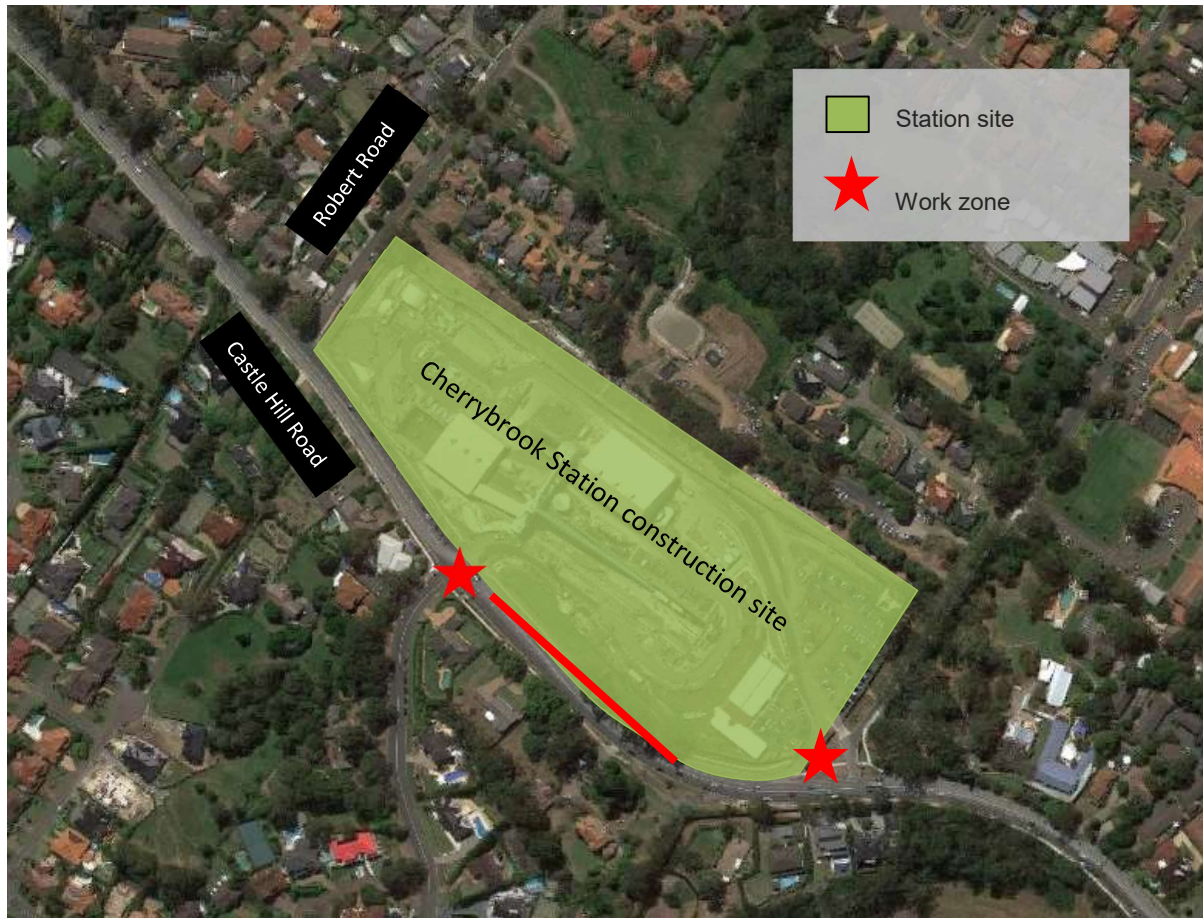 Station site
Work zone
Robert Road
Castle Hill Road
Cherrybrook Station construction site